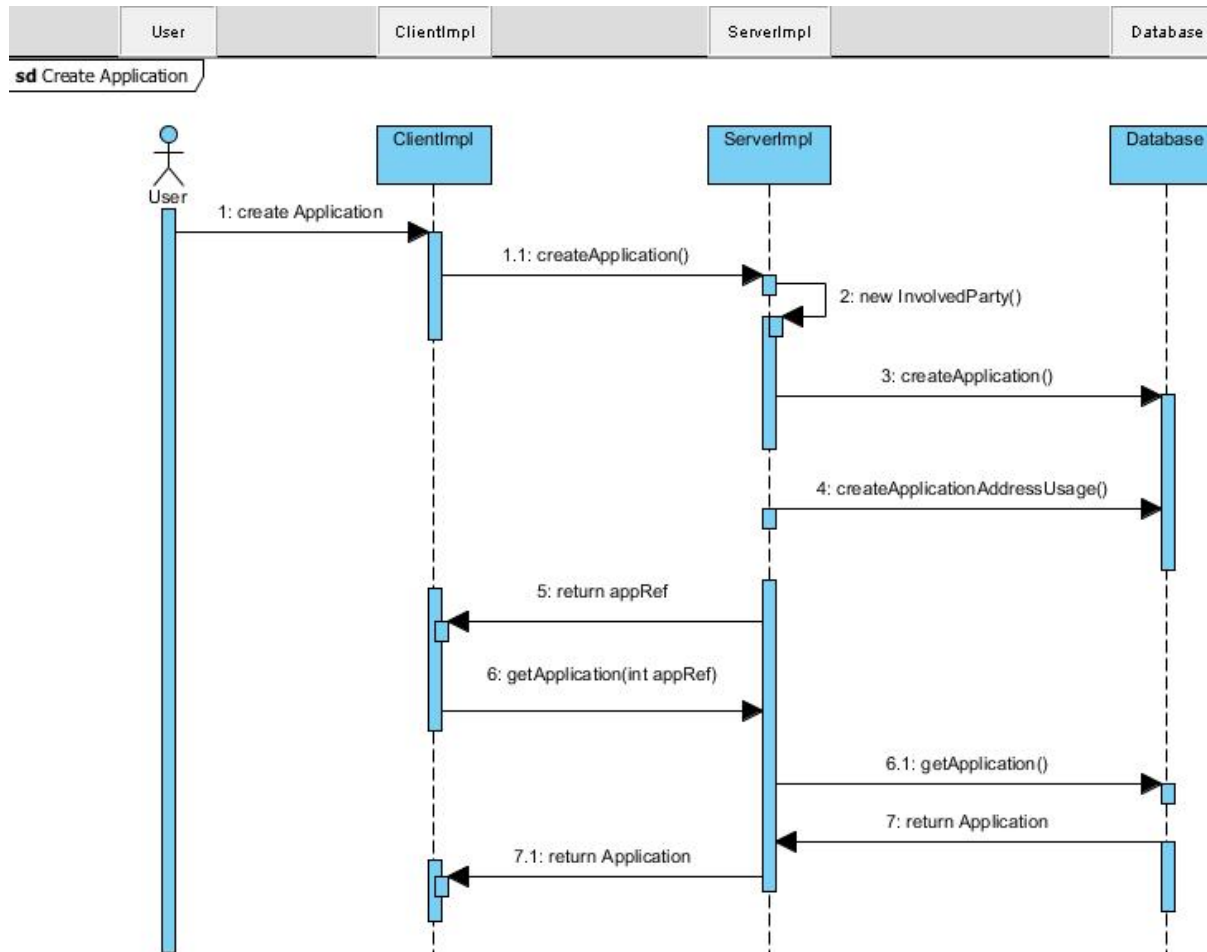 User ClientImpl ServerImpl Database
sd Create Application
ClientImpl ServerImpl Database
User
1: create Application
1.1: createApplication()
2: new InvolvedParty()
3: createApplication()
4: createApplicationAddressUsage()
5: return appRef
6: getApplication(int appRef)
6.1: getApplication()
7: return Application
7.1: return Application